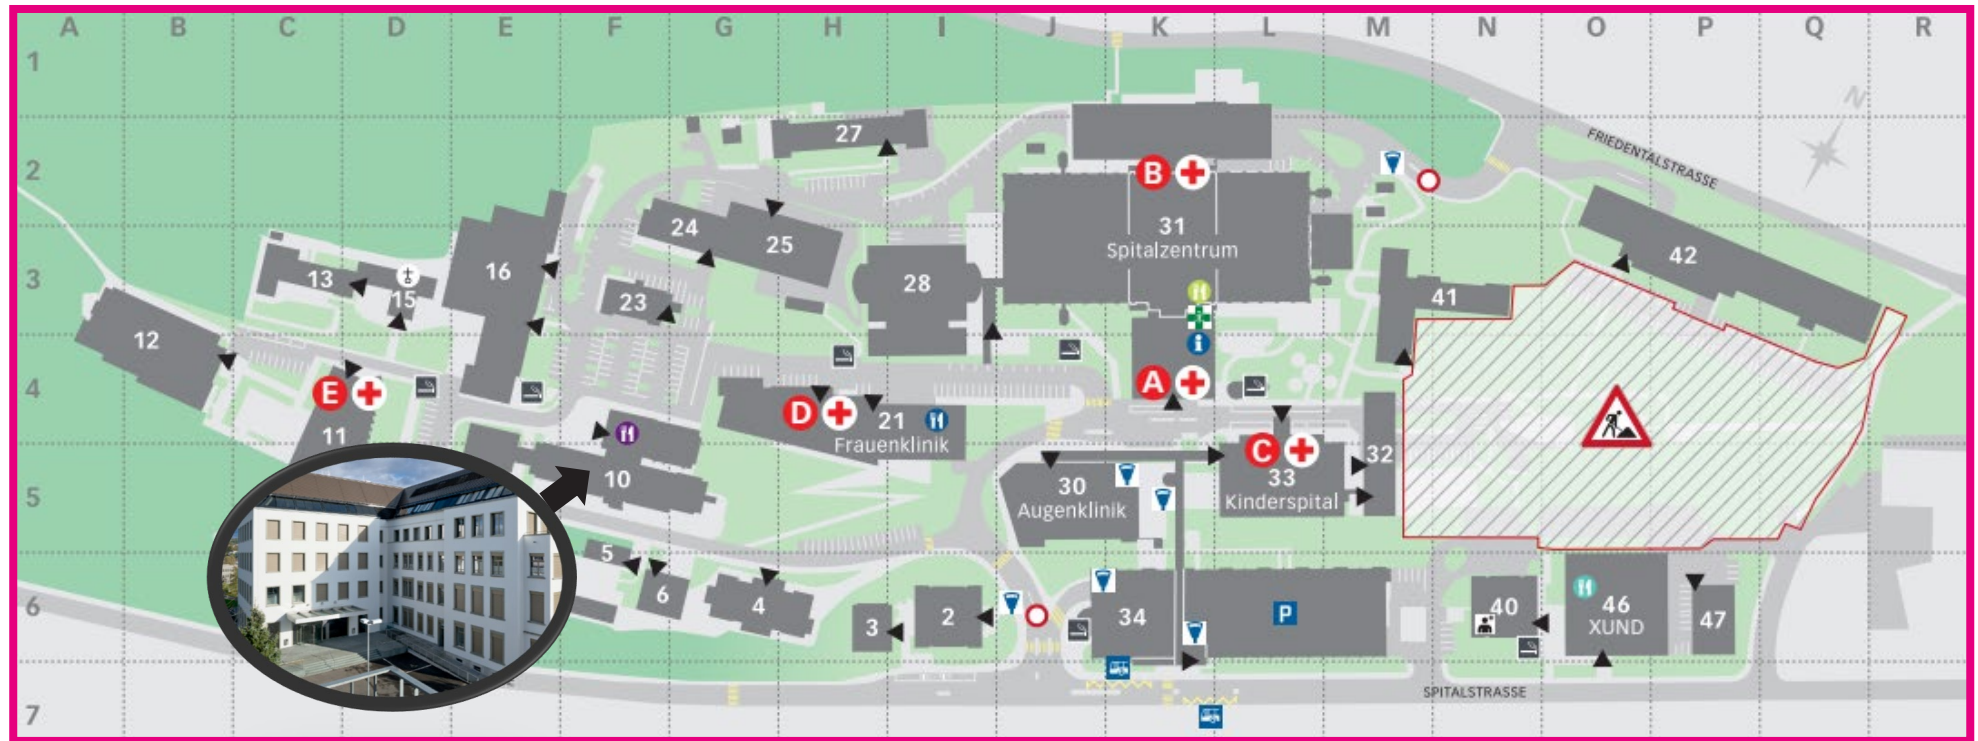 A B C D E F G H I J K L M N O P Q R
1
N
27
FRIEDENTALSTRASSE
2
B
24
31
25
Spitalzentrum
42
16
13
28
3
15
23
41
i
12
E
A
4
D
21
11
Frauenklinik
C
32
10
30
33
5
Augenklinik
Kinderspital
5
6
4
40
46
6
2
34
P
XUND
47
3
SPITALSTRASSE
7